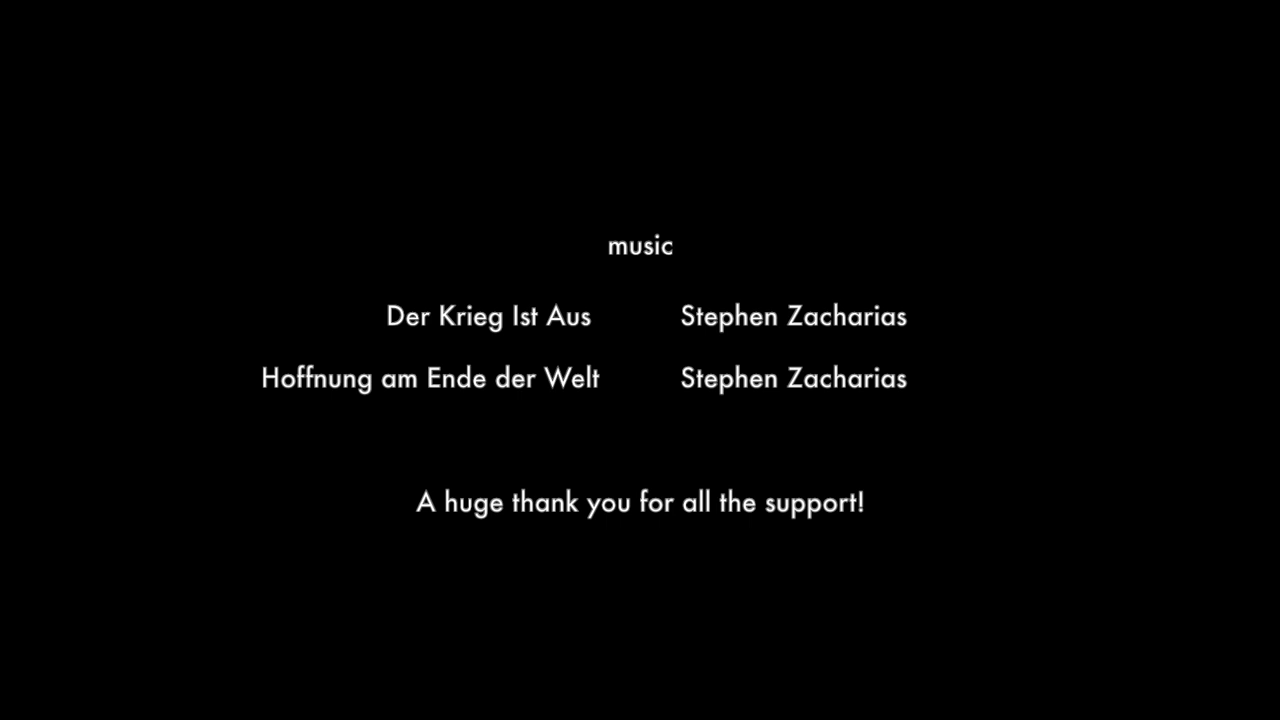 music
Der Krieg Ist Aus Stephen Zacharias
Hoffnung am Ende der Welt Stephen Zacharias
A huge thank you for all the support!